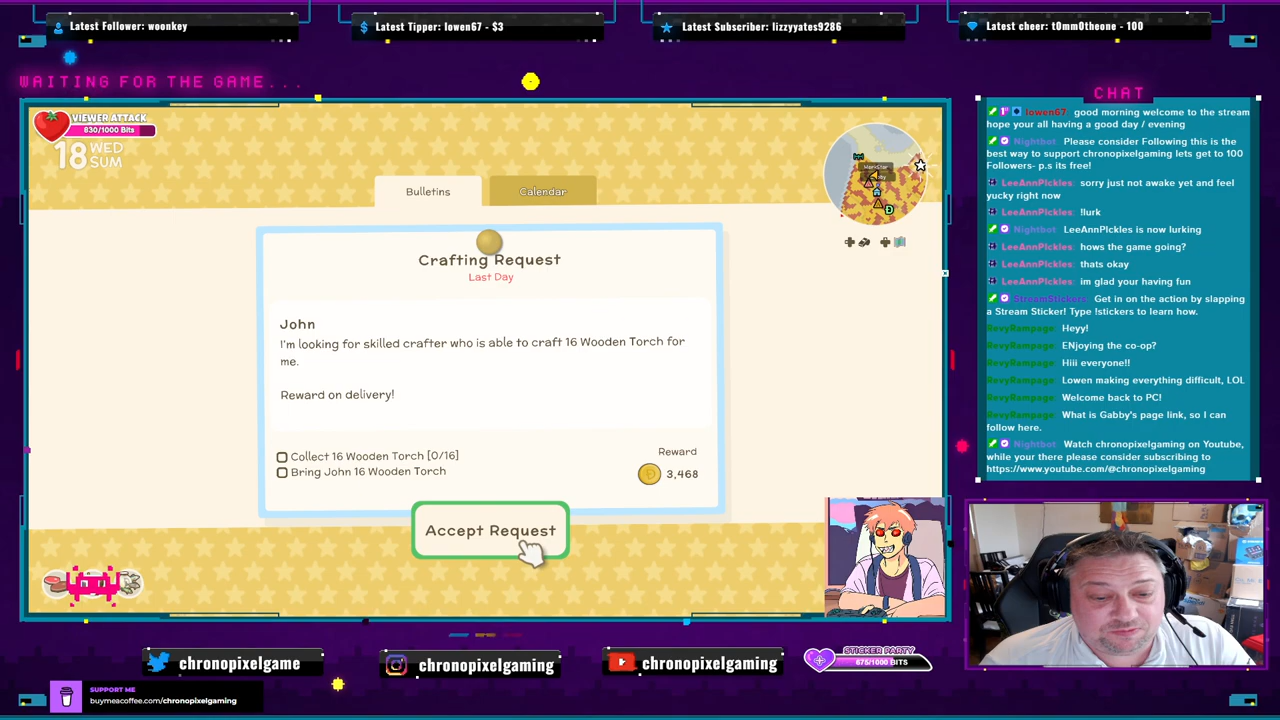 Latest Follower: woonkey
Latest Tipper: lowen67 - $3
Latest Subscriber: lizzyyates9286
Latest cheer: t0mm0theone - 100
WAITING FOR THE GAME...
VIEWER ATTACK
830/1000 Bits
18 WED
SUM
Bulletins
Calendar
Crafting Request
Last Day
John
I'm looking for skilled crafter who is able to craft 16 Wooden Torch for
me.
Reward on delivery!
Collect 16 Wooden Torch [0/16]
Bring John 16 Wooden Torch
Reward
3,468
Accept Request
D
CHAT
lowen67: good morning welcome to the stream
hope your all having a good day / evening
Nightbot: Please consider Following this is the
best way to support chronopixelgaming lets get to 100
Followers- p.s its free!
LeeAnnPIckles: sorry just not awake yet and feel
yucky right now
LeeAnnPIckles: !lurk
Nightbot: LeeAnnPIckles is now lurking
LeeAnnPIckles: hows the game going?
LeeAnnPIckles: thats okay
LeeAnnPIckles: im glad your having fun
StreamStickers: Get in on the action by slapping
a Stream Sticker! Type !stickers to learn how.
RevyRampage: Heyy!
RevyRampage: ENjoying the co-op?
RevyRampage: Hiii everyone!!
RevyRampage: Lowen making everything difficult, LOL
RevyRampage: Welcome back to PC!
RevyRampage: What is Gabby's page link, so I can
follow here.
Nightbot: Watch chronopixelgaming on Youtube,
while your there please consider subscribing to
https://www.youtube.com/@chronopixelgaming
chronopixelgame
chronopixelgaming
chronopixelgaming
STICKER PARTY
675/1000 BITS
SUPPORT ME
buymeacoffee.com/chronopixelgaming